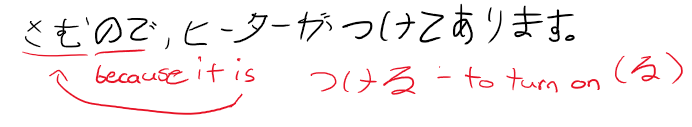 さむので, ヒーターがつけてあります。
because it is つける - to turn on (る)